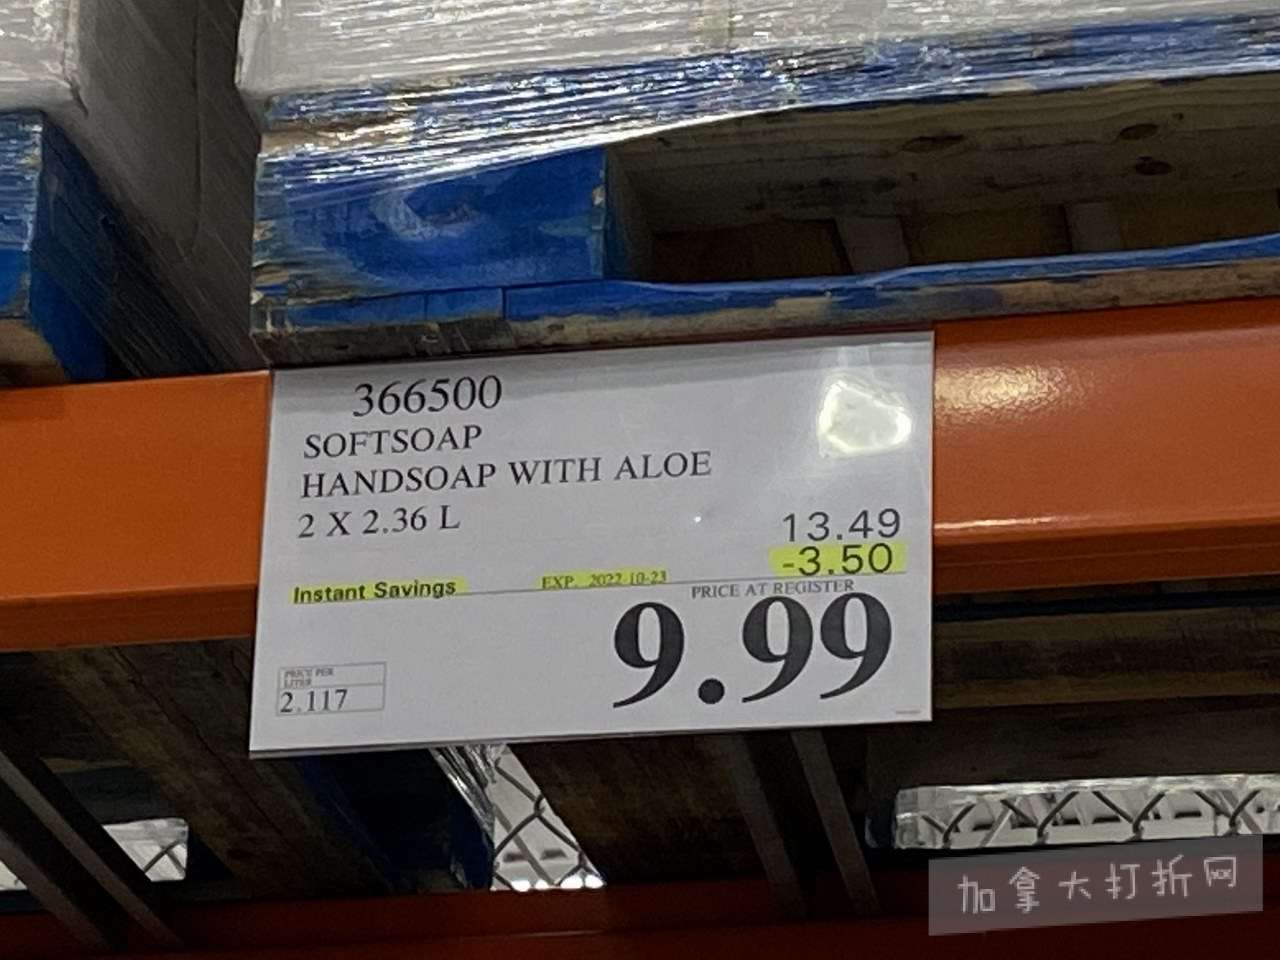 366500
SOFTSOAP
HANDSOAP WITH ALOE
2 X 2.36 L
13.49
-3.50
Instant Savings EXP. 2022-10-23
PRICE AT REGISTER
9.99
PRICE PER
LITER
2.117
加拿大打折网